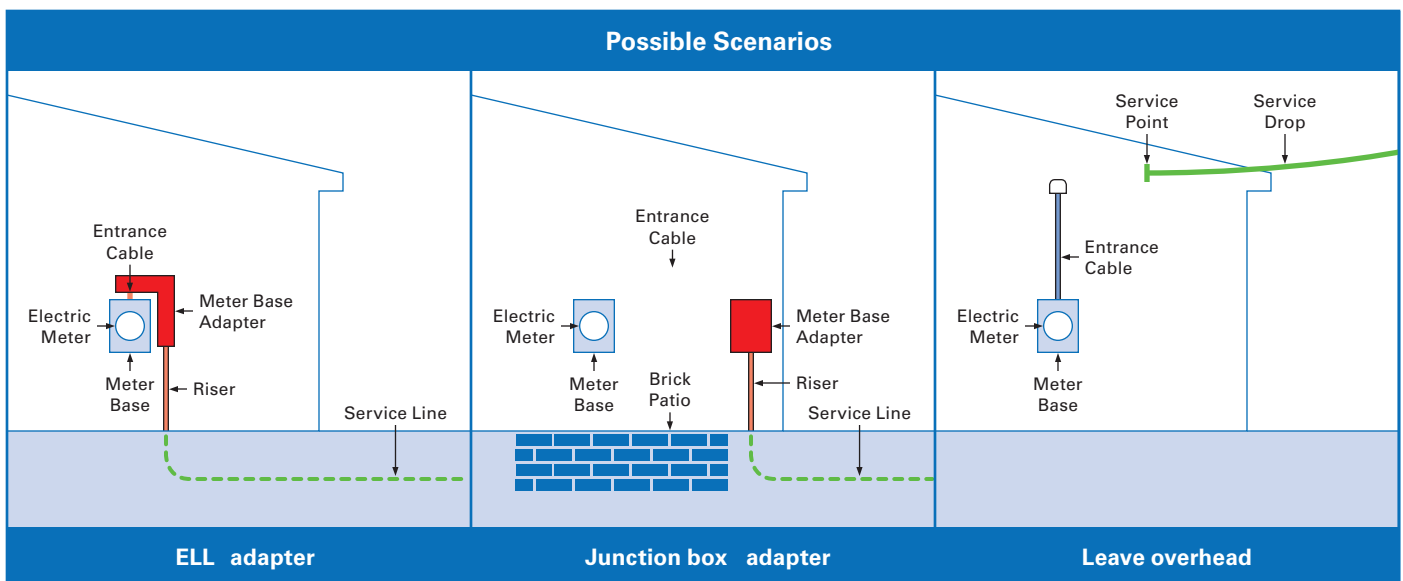 Possible Scenarios
Entrance
Cable
Electric
Meter
Meter Base
Adapter
Meter
Base
Riser
Service Line
ELL adapter
Entrance
Cable
Electric
Meter
Meter Base
Adapter
Meter
Base
Brick
Patio
Riser
Service Line
Junction box adapter
Service
Point
Service
Drop
Entrance
Cable
Electric
Meter
Meter
Base
Leave overhead